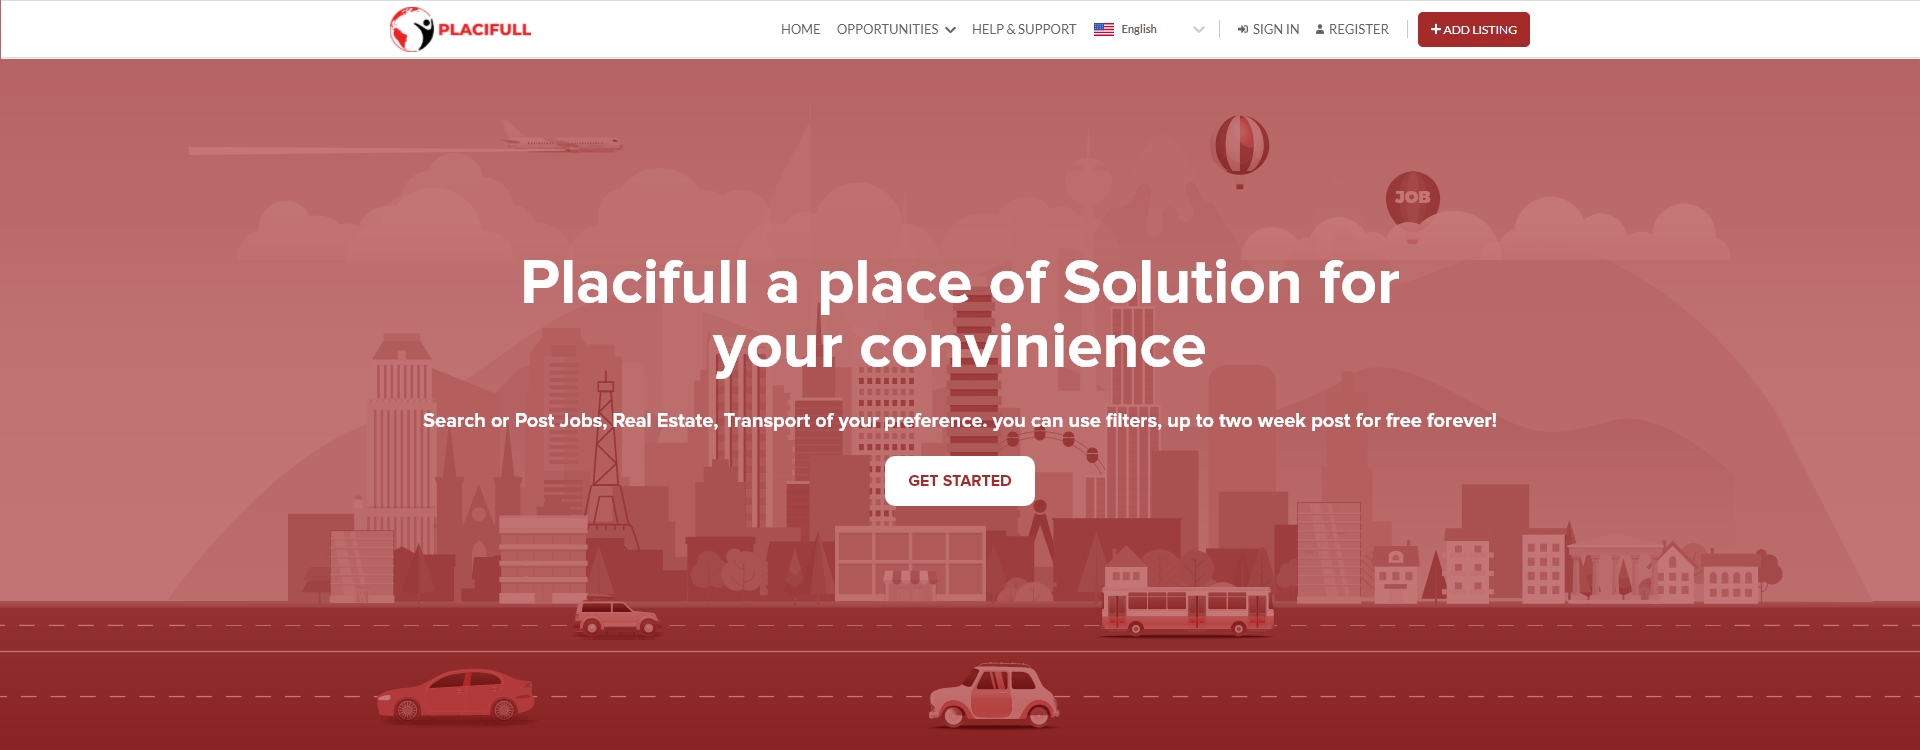 PLACIFULL
HOME OPPORTUNITIES HELP & SUPPORT English SIGN IN REGISTER ADD LISTING
JOB
Placifull a place of Solution for
your convinience
Search or Post Jobs, Real Estate, Transport of your preference. you can use filters, up to two week post for free forever!
GET STARTED